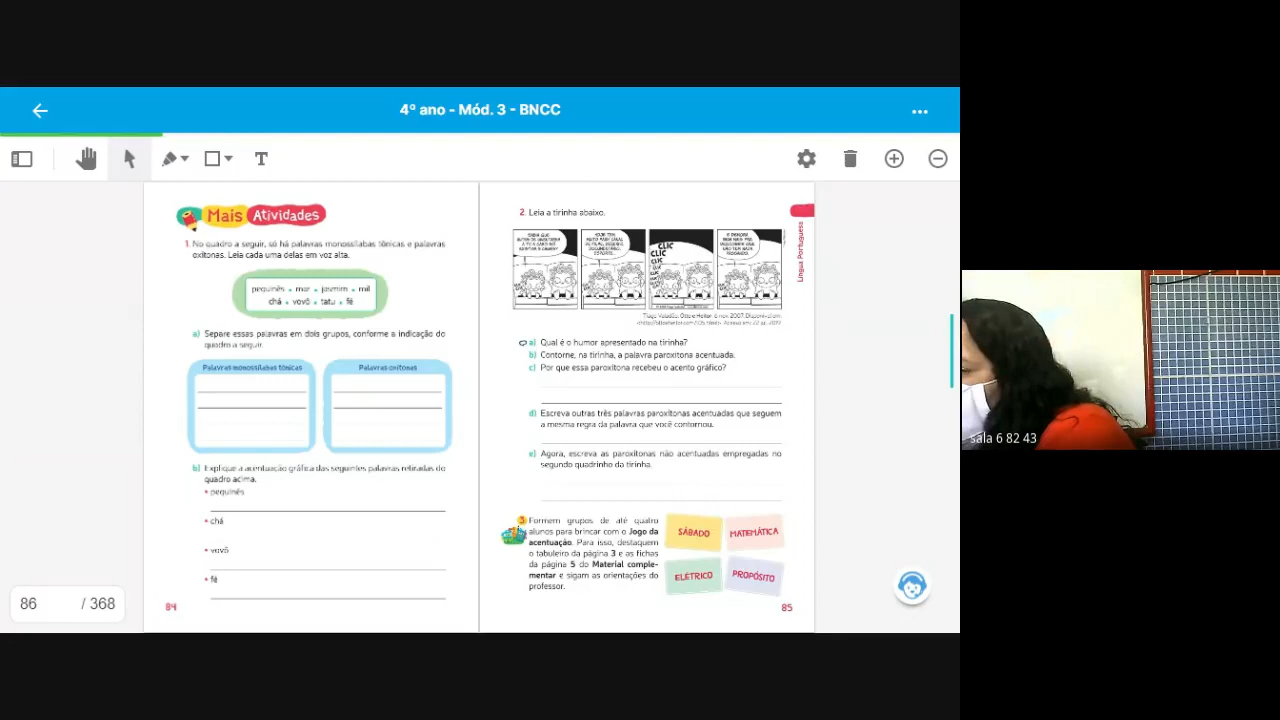 4º ano - Mód. 3 - BNCC
Mais Atividades
1. No quadro a seguir, só há palavras monossílabas tônicas e palavras
oxítonas. Leia cada uma delas em voz alta.
pequinês • mar • jasmim • mil
chá • vovô • tatu • fé
a) Separe essas palavras em dois grupos, conforme a indicação do
quadro a seguir.
Palavras monossílabas tônicas
Palavras oxítonas
b) Explique a acentuação gráfica das seguintes palavras retiradas do
quadro acima.
• pequinês
• chá
• vovô
• fé
84
2. Leia a tirinha abaixo.
CLIC
CLIC
CLIC
CLIC
a) Qual é o humor apresentado na tirinha?
b) Contorne, na tirinha, a palavra paroxítona acentuada.
c) Por que essa paroxítona recebeu o acento gráfico?
d) Escreva outras três palavras paroxítonas acentuadas que seguem
a mesma regra da palavra que você contornou.
e) Agora, escreva as paroxítonas não acentuadas empregadas no
segundo quadrinho da tirinha.
3 Formem grupos de até quatro
alunos para brincar com o Jogo da
acentuação. Para isso, destaquem
o tabuleiro da página 3 e as fichas
da página 5 do Material comple-
mentar e sigam as orientações do
professor.
SÁBADO
MATEMÁTICA
ELÉTRICO
PROPÓSITO
85
Língua Portuguesa
86 / 368
sala 6 82 43